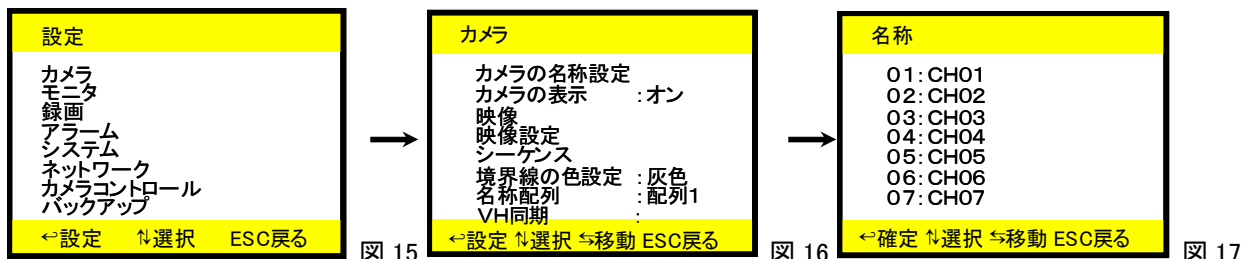 設定
カメラ
モニタ
録画
アラーム
システム
ネットワーク
カメラコントロール
バックアップ
↩設定 ⇅選択 ESC戻る
図 15
カメラ
カメラの名称設定
カメラの表示 :オン
映像
映像設定
シーケンス
境界線の色設定 :灰色
名称配列 :配列1
VH同期 :
↩設定 ⇅選択 ⇆移動 ESC戻る
図 16
名称
01:CH01
02:CH02
03:CH03
04:CH04
05:CH05
06:CH06
07:CH07
↩確定 ⇅選択 ⇆移動 ESC戻る
図 17